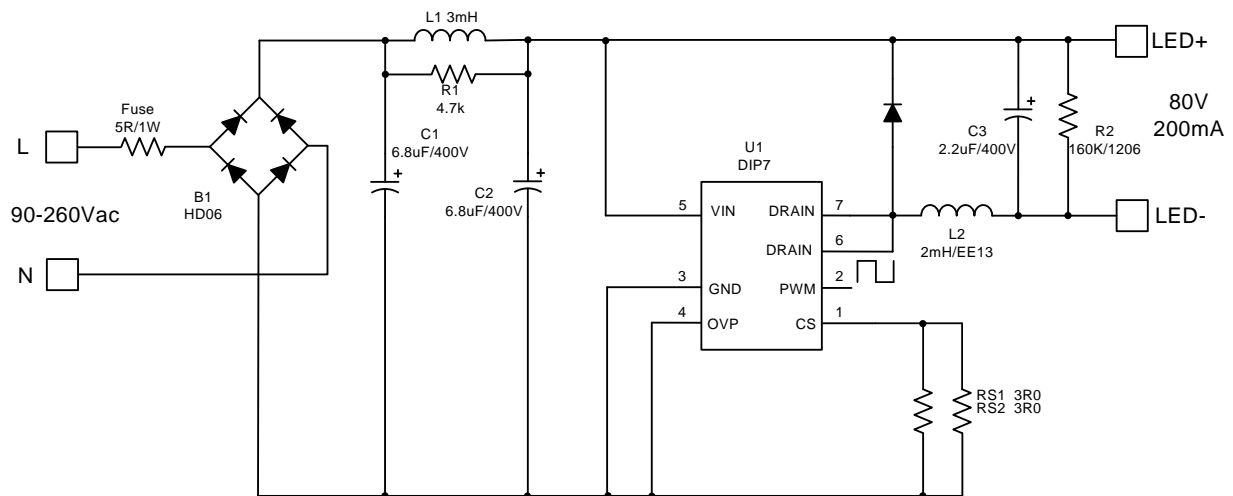 L1 3mH
R1
4.7k
Fuse
5R/1W
L
B1
HD06
90-260Vac
N
C1
6.8uF/400V
+
C2
6.8uF/400V
+
U1
DIP7
5 VIN
3 GND
4 OVP
DRAIN 7
DRAIN 6
PWM 2
CS 1
L2
2mH/EE13
C3
2.2uF/400V
+
R2
160K/1206
LED+
80V
200mA
LED-
RS1 3R0
RS2 3R0